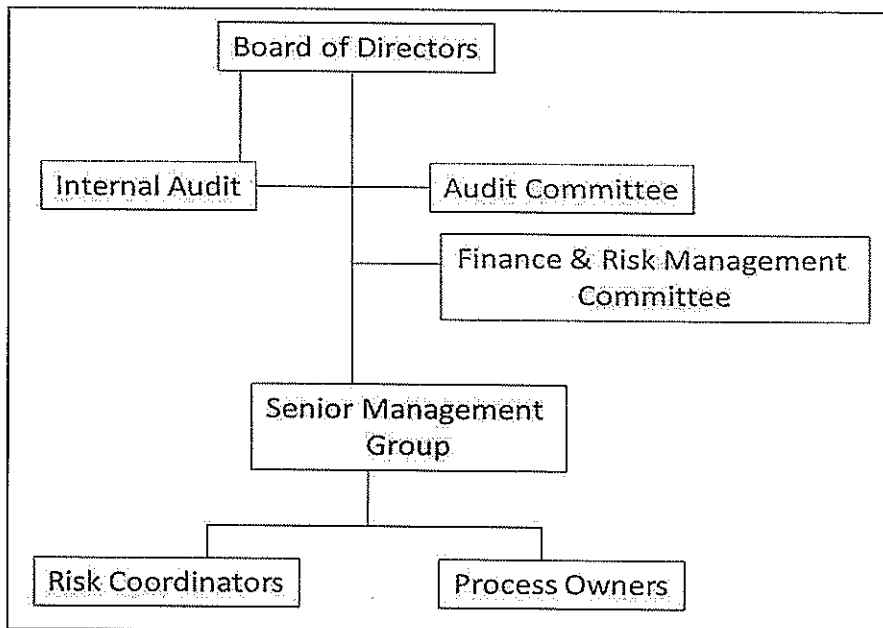 Board of Directors
Internal Audit
Audit Committee
Finance & Risk Management
Committee
Senior Management
Group
Risk Coordinators
Process Owners